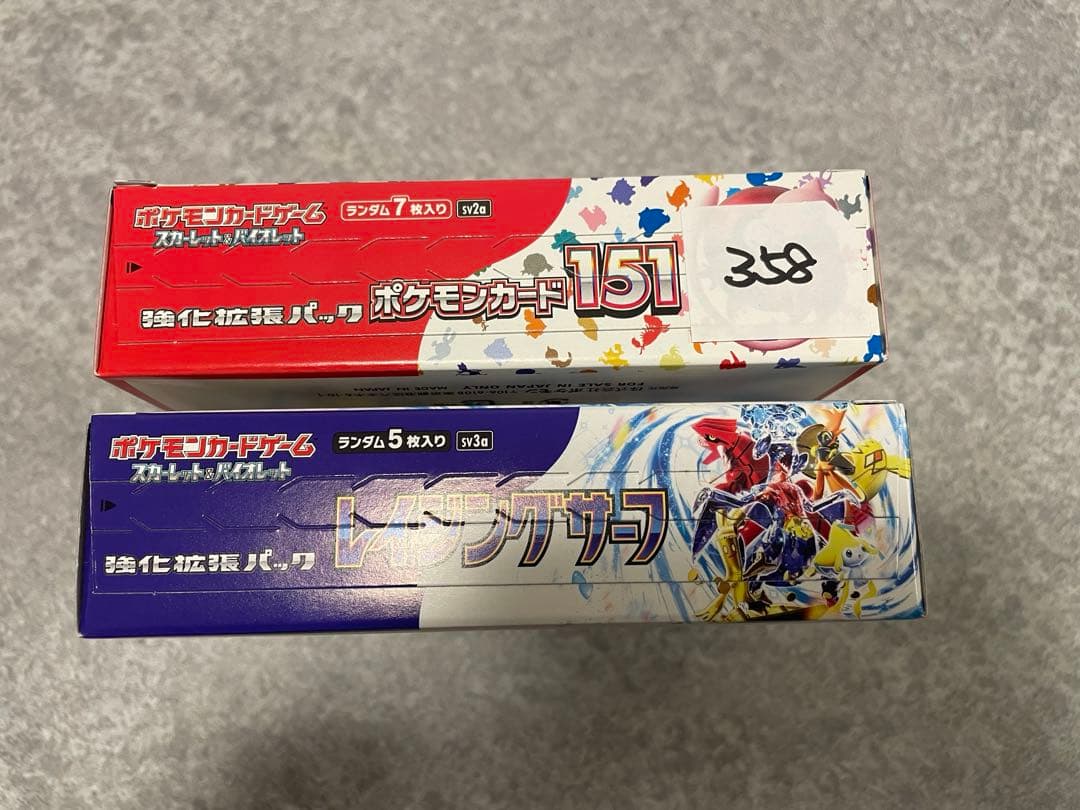 ポケモンカードゲーム
スカーレット&バイオレット
ランダム7枚入り sv2a
強化拡張パック ポケモンカード151
358
FOR SALE IN JAPAN ONLY MADE IN JAPAN
ポケモンカードゲーム
スカーレット&バイオレット
ランダム5枚入り sv3a
レイジングサーフ
強化拡張パック